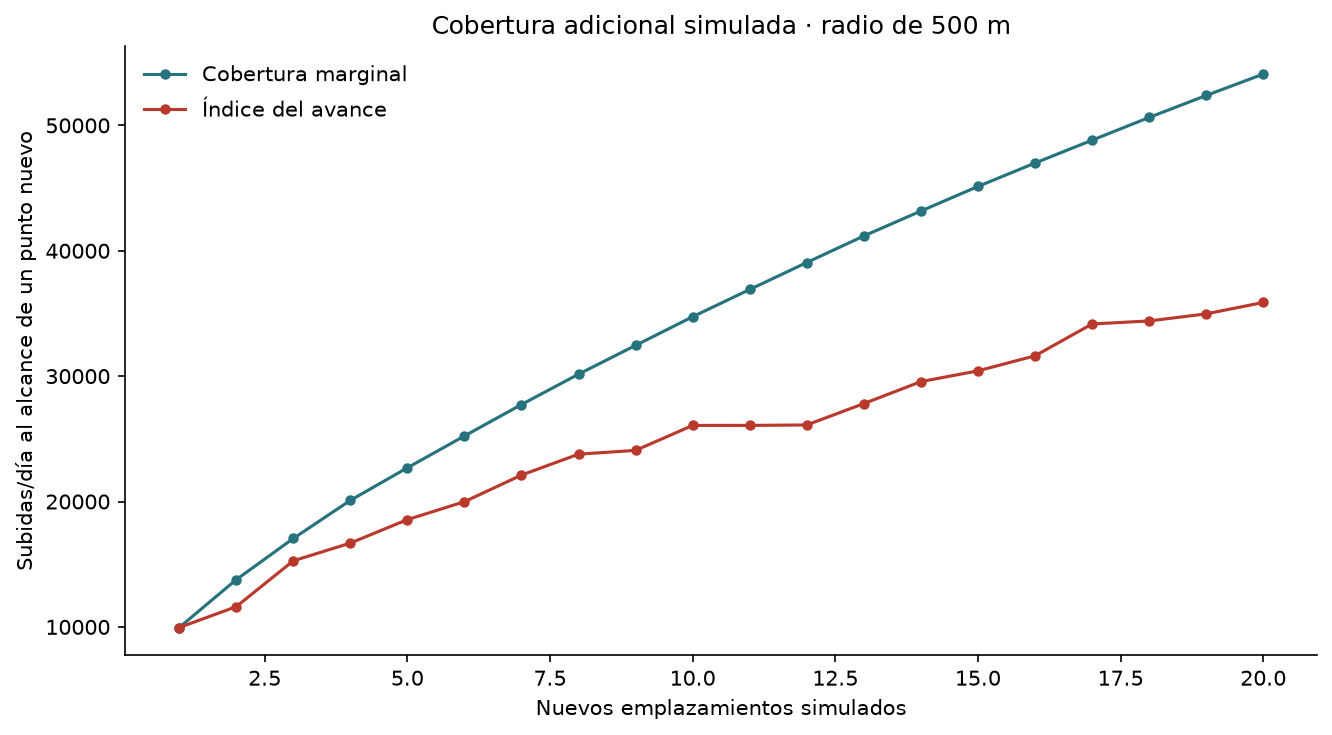 Cobertura adicional simulada · radio de 500 m
Cobertura marginal
Índice del avance
Subidas/día al alcance de un punto nuevo
50000
40000
30000
20000
10000
2.5
5.0
7.5
10.0
12.5
15.0
17.5
20.0
Nuevos emplazamientos simulados